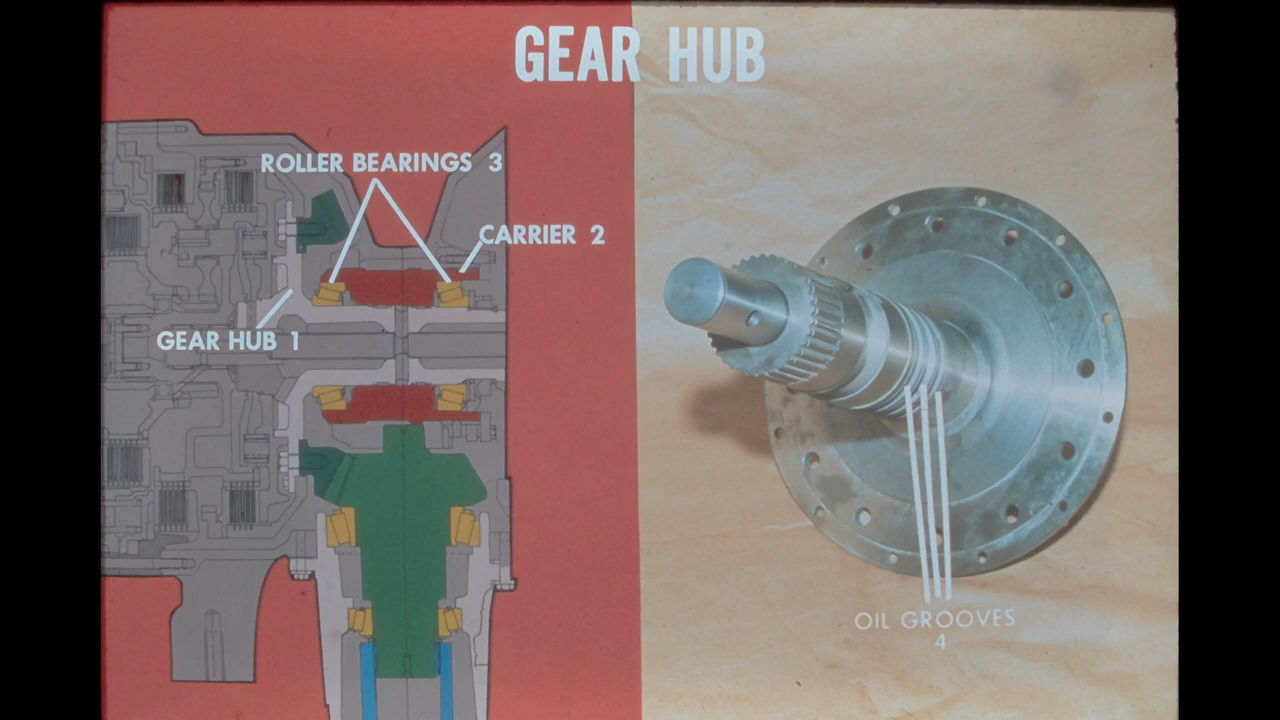 GEAR HUB
ROLLER BEARINGS 3
CARRIER 2
GEAR HUB 1
OIL GROOVES
4